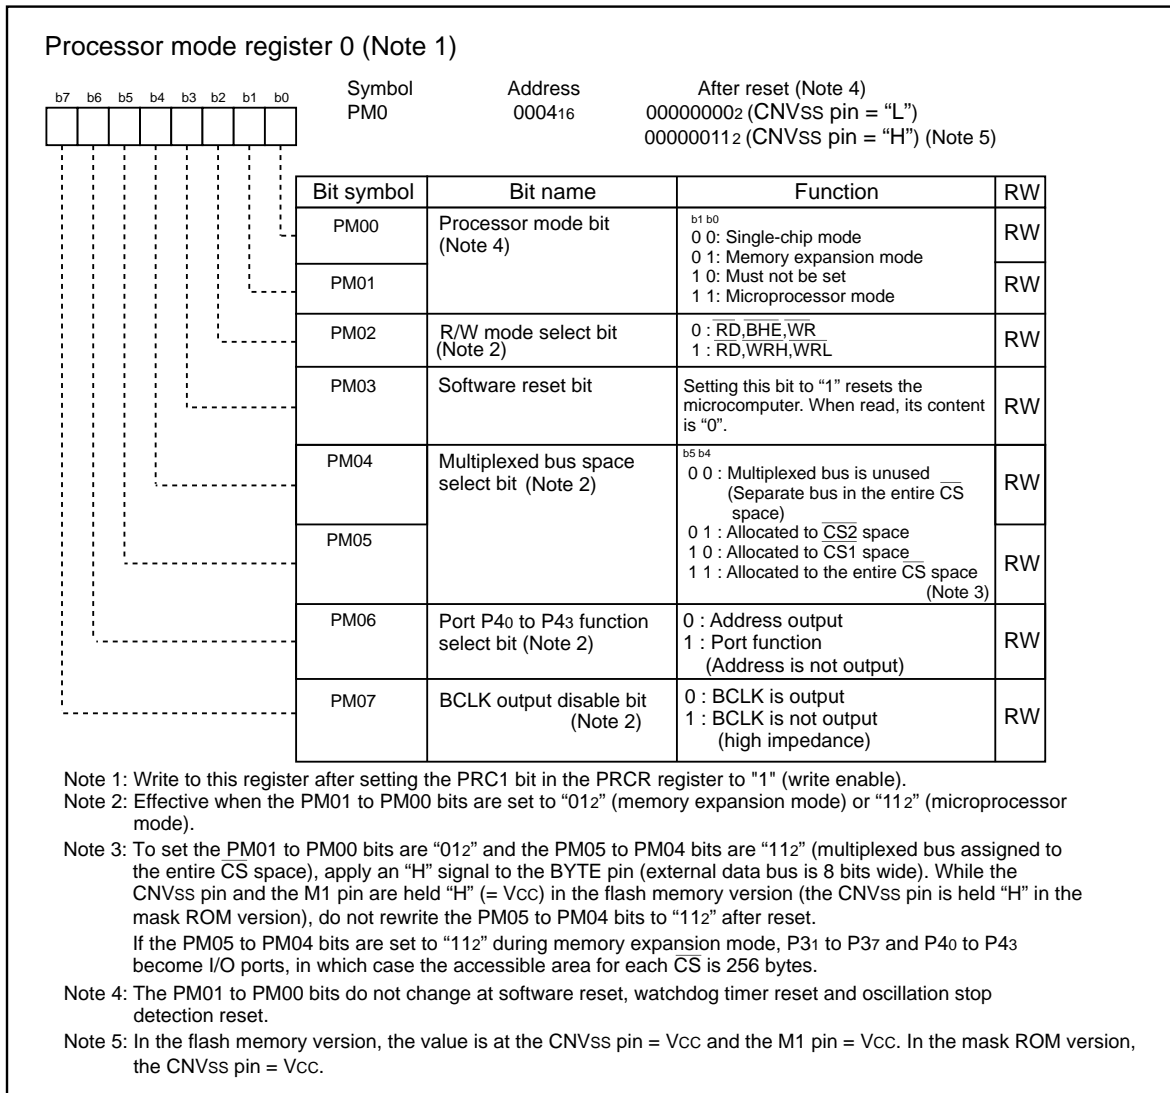 Processor mode register 0 (Note 1)
b7 b6 b5 b4 b3 b2 b1 b0
Symbol Address After reset (Note 4)
PM0 000416 000000002 (CNVSS pin = “L”)
000000112 (CNVSS pin = “H”) (Note 5)
Bit symbol Bit name Function RW
PM00 Processor mode bit (Note 4)
b1 b0
0 0: Single-chip mode
0 1: Memory expansion mode
1 0: Must not be set
1 1: Microprocessor mode
RW
PM01 RW
PM02 R/W mode select bit (Note 2)
0 : RD,BHE,WR
1 : RD,WRH,WRL
RW
PM03 Software reset bit
Setting this bit to “1” resets the
microcomputer. When read, its content
is “0”.
RW
PM04 Multiplexed bus space
select bit (Note 2)
b5 b4
0 0 : Multiplexed bus is unused
(Separate bus in the entire CS
space)
0 1 : Allocated to CS2 space
1 0 : Allocated to CS1 space
1 1 : Allocated to the entire CS space
(Note 3)
RW
PM05 RW
PM06 Port P40 to P43 function
select bit (Note 2)
0 : Address output
1 : Port function
(Address is not output)
RW
PM07 BCLK output disable bit
(Note 2)
0 : BCLK is output
1 : BCLK is not output
(high impedance)
RW
Note 1: Write to this register after setting the PRC1 bit in the PRCR register to "1" (write enable).
Note 2: Effective when the PM01 to PM00 bits are set to “012” (memory expansion mode) or “112” (microprocessor
mode).
Note 3: To set the PM01 to PM00 bits are “012” and the PM05 to PM04 bits are “112” (multiplexed bus assigned to
the entire CS space), apply an “H” signal to the BYTE pin (external data bus is 8 bits wide). While the
CNVSS pin and the M1 pin are held “H” (= VCC) in the flash memory version (the CNVSS pin is held “H” in the
mask ROM version), do not rewrite the PM05 to PM04 bits to “112” after reset.
If the PM05 to PM04 bits are set to “112” during memory expansion mode, P31 to P37 and P40 to P43
become I/O ports, in which case the accessible area for each CS is 256 bytes.
Note 4: The PM01 to PM00 bits do not change at software reset, watchdog timer reset and oscillation stop
detection reset.
Note 5: In the flash memory version, the value is at the CNVSS pin = VCC and the M1 pin = VCC. In the mask ROM version,
the CNVSS pin = VCC.